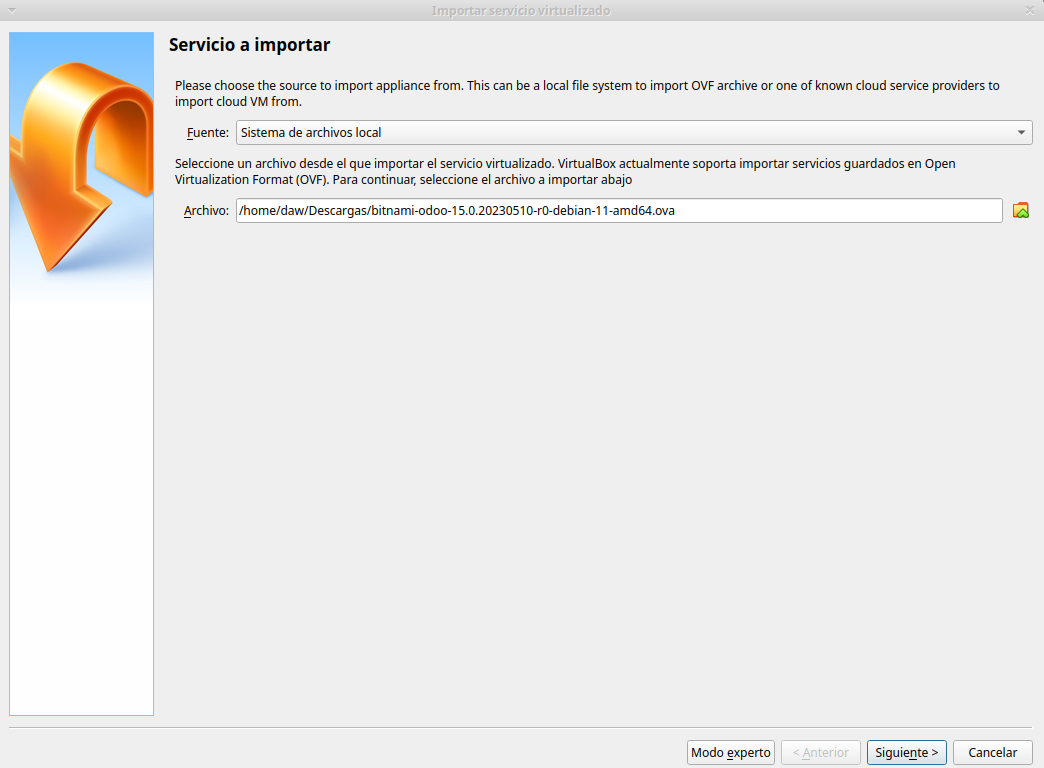 Importar servicio virtualizado
Servicio a importar
Please choose the source to import appliance from. This can be a local file system to import OVF archive or one of known cloud service providers to
import cloud VM from.
Fuente: Sistema de archivos local
Seleccione un archivo desde el que importar el servicio virtualizado. VirtualBox actualmente soporta importar servicios guardados en Open
Virtualization Format (OVF). Para continuar, seleccione el archivo a importar abajo
Archivo: /home/daw/Descargas/bitnami-odoo-15.0.20230510-r0-debian-11-amd64.ova
Modo experto < Anterior Siguiente > Cancelar